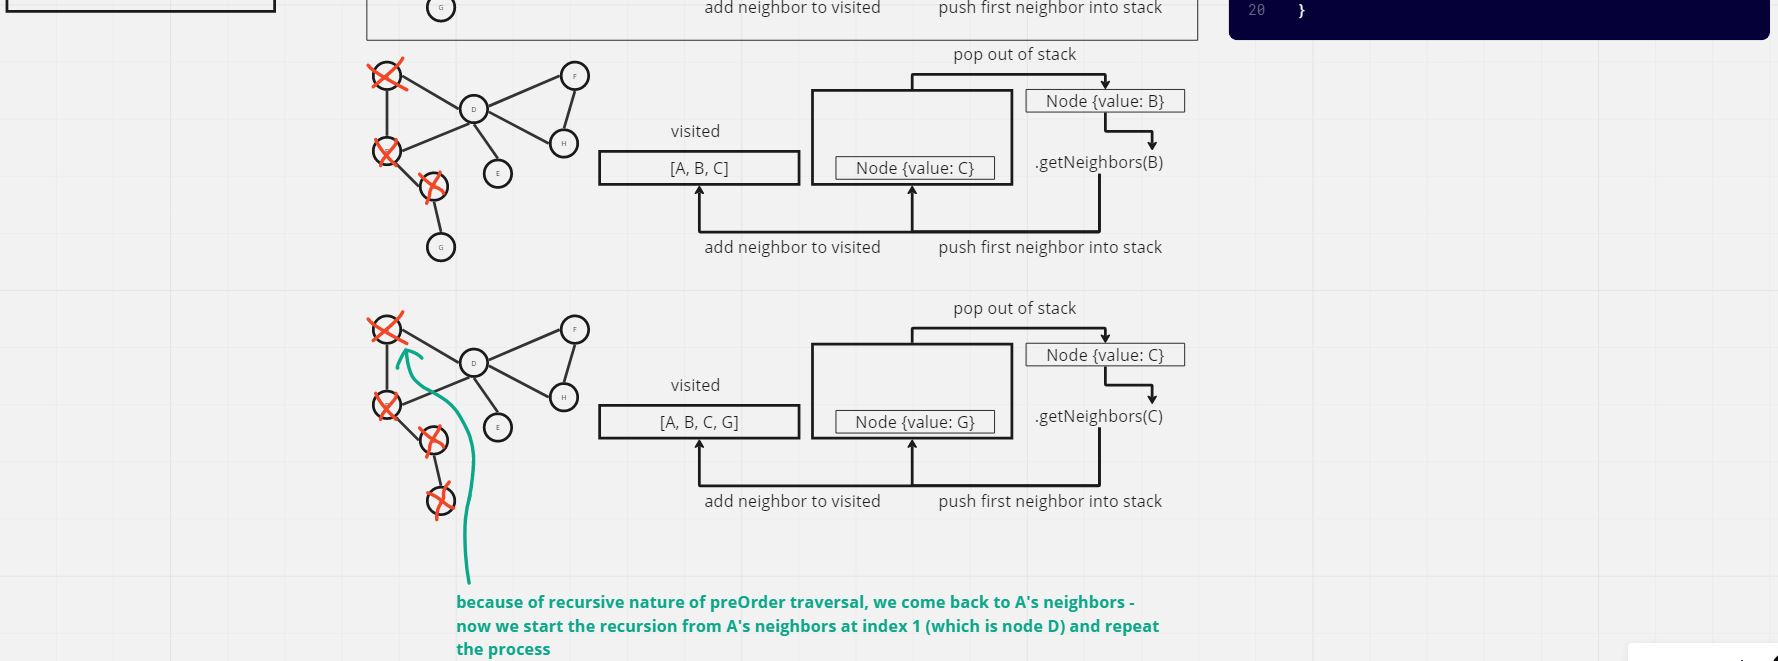 G
add neighbor to visited
push first neighbor into stack
20 }
pop out of stack
F
Node {value: B}
D
visited
H
[A, B, C]
Node {value: C}
.getNeighbors(B)
E
G
add neighbor to visited
push first neighbor into stack
pop out of stack
F
Node {value: C}
D
visited
H
[A, B, C, G]
Node {value: G}
.getNeighbors(C)
E
add neighbor to visited
push first neighbor into stack
because of recursive nature of preOrder traversal, we come back to A's neighbors -
now we start the recursion from A's neighbors at index 1 (which is node D) and repeat
the process